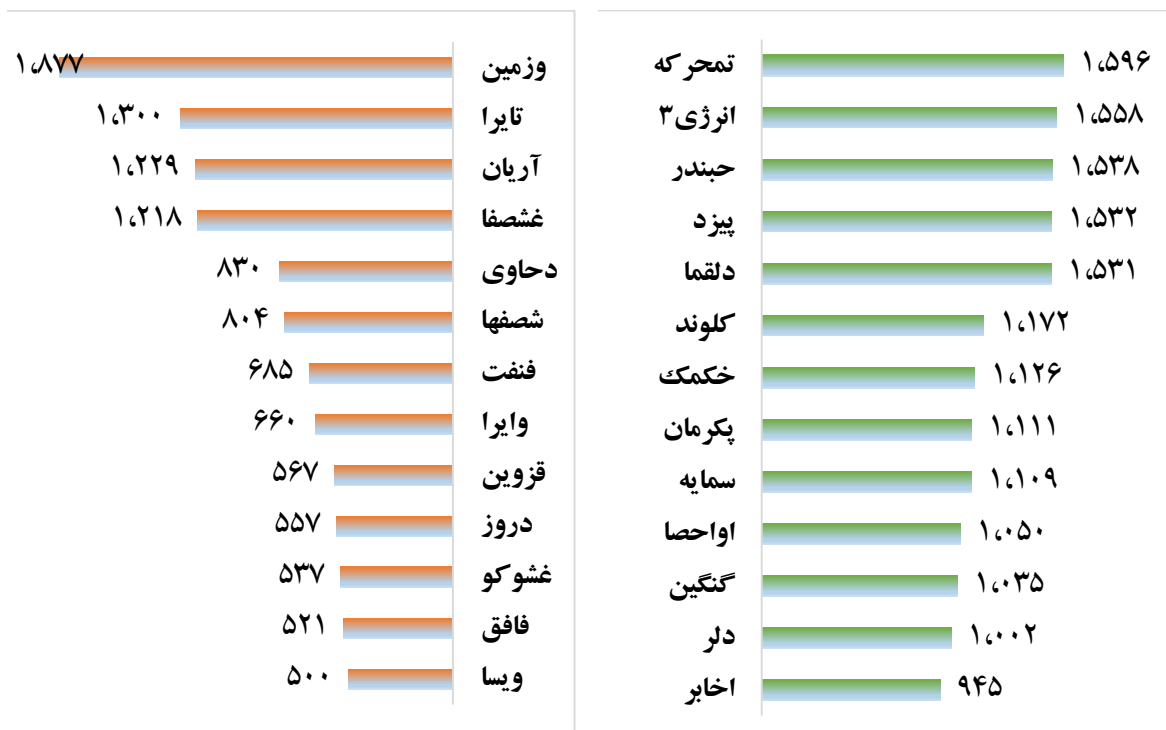 تمحرکه ۱،۵۹۶
انرژی۳ ۱،۵۵۸
حبندر ۱،۵۳۸
پیزد ۱،۵۳۲
دلقما ۱،۵۳۱
کلوند ۱،۱۷۲
خکمک ۱،۱۲۶
پکرمان ۱،۱۱۱
سمایه ۱،۱۰۹
اواحصا ۱،۰۵۰
گنگین ۱،۰۳۵
دلر ۱،۰۰۲
اخابر ۹۴۵
وزمین ۱،۸۷۷
تایرا ۱،۳۰۰
آریان ۱،۲۲۹
غشصفا ۱،۲۱۸
دحاوی ۸۳۰
شصفها ۸۰۴
فنفت ۶۸۵
وایرا ۶۶۰
قزوین ۵۶۷
دروز ۵۵۷
غشوکو ۵۳۷
فافق ۵۲۱
ویسا ۵۰۰